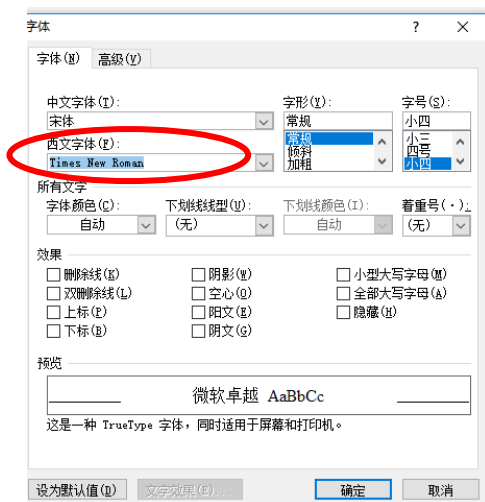 字体
? ×
字体(N) 高级(V)
中文字体(T): 字形(Y): 字号(S):
宋体 常规 小四
西文字体(F): 常规 小三
倾斜 四号
Times New Roman 加粗 小四
所有文字
字体颜色(C): 下划线线型(U): 下划线颜色(I): 着重号(·):
自动 (无) 自动 (无)
效果
删除线(K) 阴影(W) 小型大写字母(M)
双删除线(L) 空心(O) 全部大写字母(A)
上标(P) 阳文(E) 隐藏(H)
下标(B) 阴文(G)
预览
微软卓越 AaBbCc
这是一种 TrueType 字体，同时适用于屏幕和打印机。
设为默认值(D) 文字效果(E)... 确定 取消